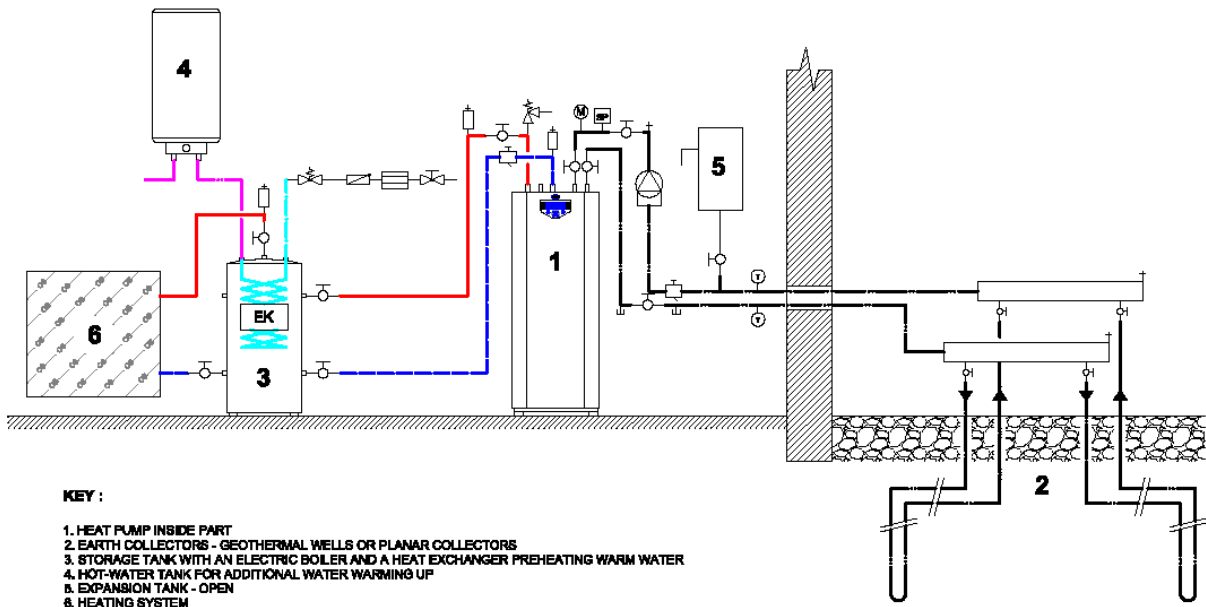 4
M
SP
5
1
T
T
6
EK
3
2
KEY :
1. HEAT PUMP INSIDE PART
2. EARTH COLLECTORS - GEOTHERMAL WELLS OR PLANAR COLLECTORS
3. STORAGE TANK WITH AN ELECTRIC BOILER AND A HEAT EXCHANGER PREHEATING WARM WATER
4. HOT-WATER TANK FOR ADDITIONAL WATER WARMING UP
5. EXPANSION TANK - OPEN
6. HEATING SYSTEM